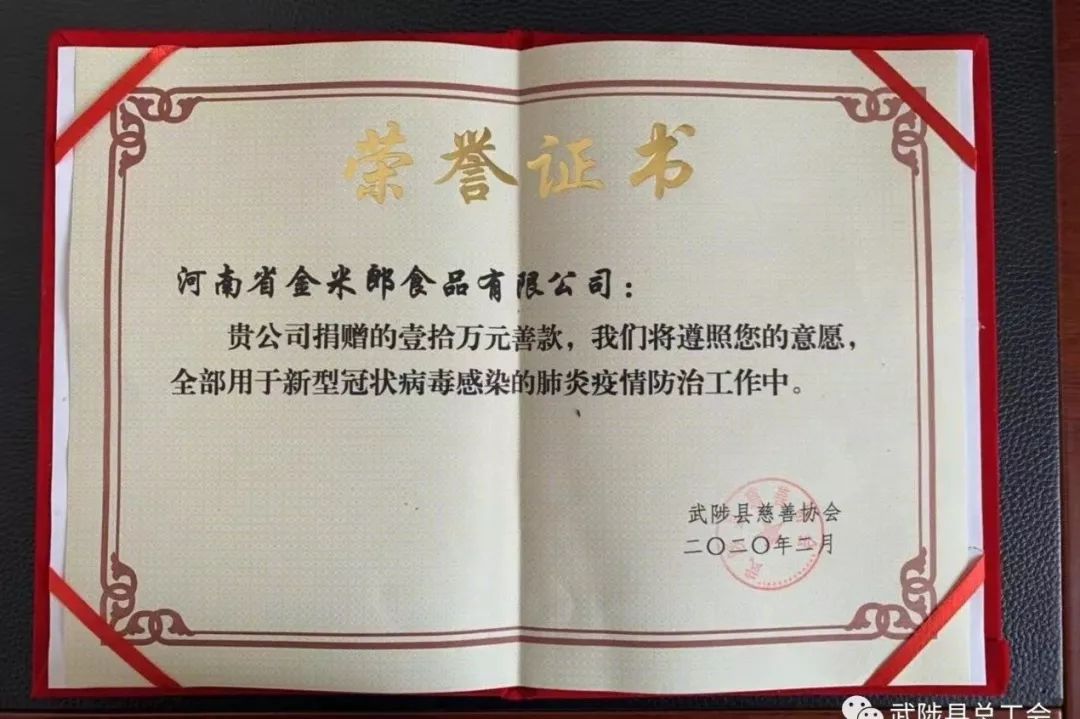 荣誉证书
河南省金米郎食品有限公司：
贵公司捐赠的壹拾万元善款，我们将遵照您的意愿，
全部用于新型冠状病毒感染的肺炎疫情防治工作中。
武陟县慈善协会
二〇二〇年二月
武陟县总工会